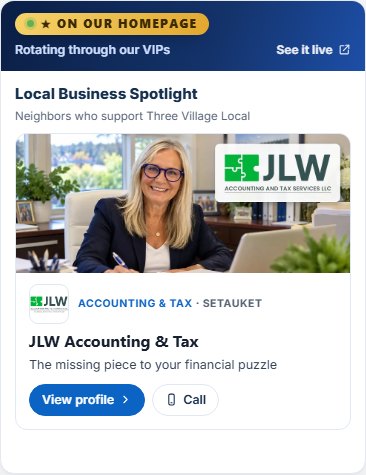 ★ ON OUR HOMEPAGE
Rotating through our VIPs
See it live
Local Business Spotlight
Neighbors who support Three Village Local
JLW
ACCOUNTING AND TAX SERVICES LLC
JLW
ACCOUNTING & TAX · SETAUKET
JLW Accounting & Tax
The missing piece to your financial puzzle
View profile
Call